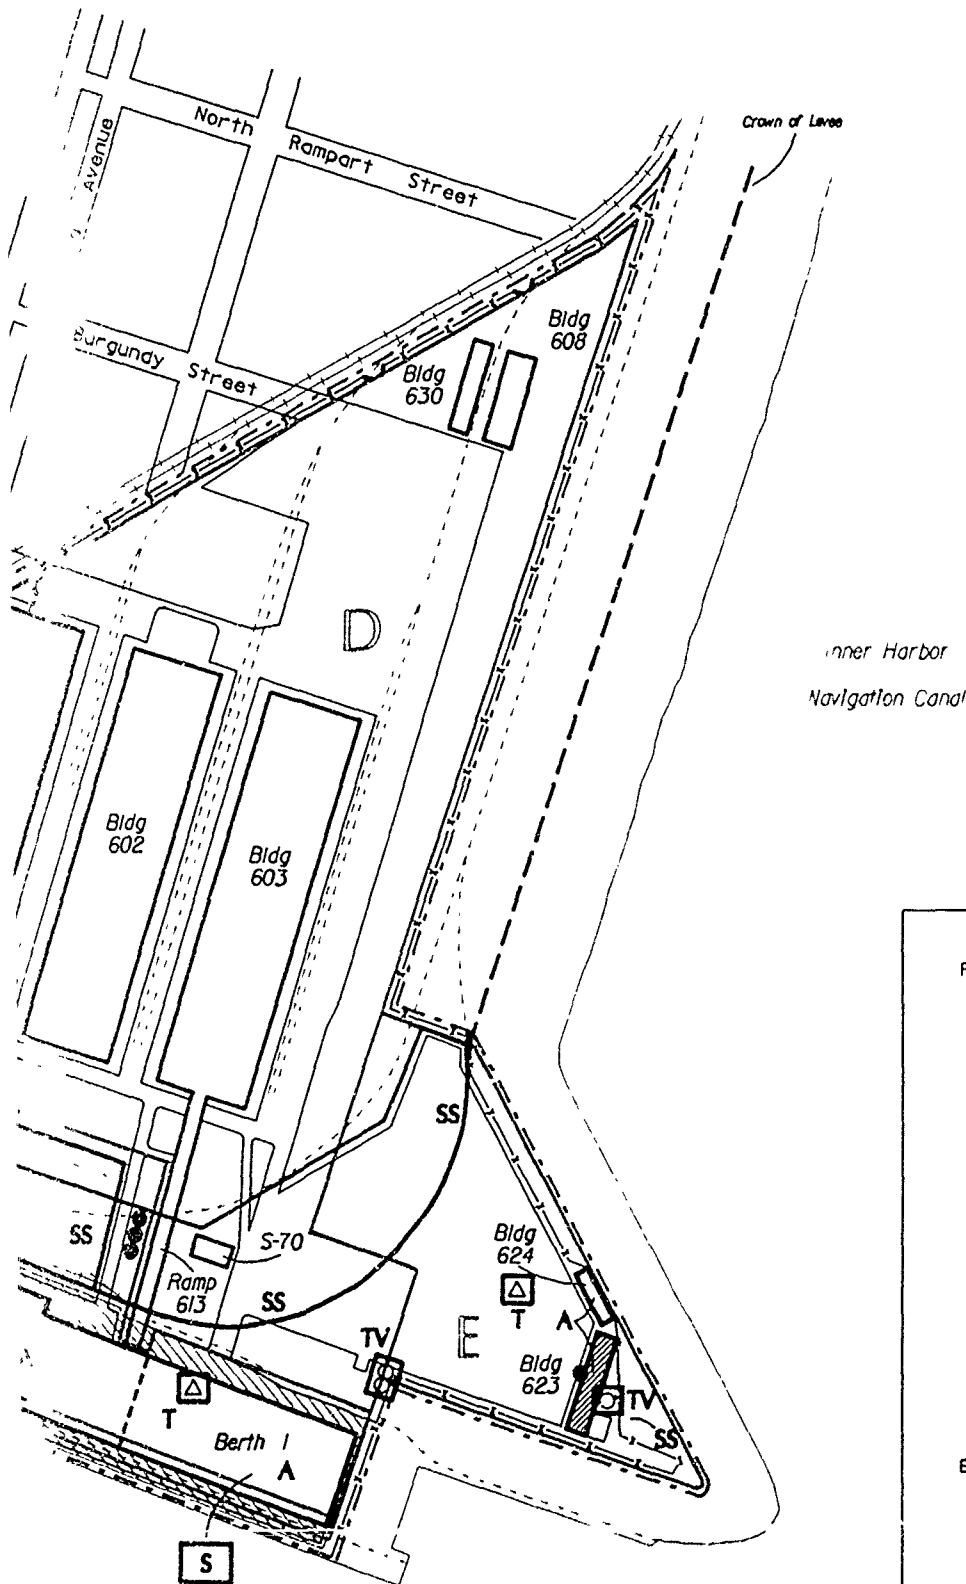 Crown of Levee
North Rampart Street
Avenue
Bldg
608
Burgundy Street
Bldg
630
D
Inner Harbor
Navigation Canal
Bldg
602
Bldg
603
SS
SS
S-70
Bldg
624
Ramp
613
SS
T
A
TV
E
Bldg
623
TV
SS
T
Berth 1
A
S